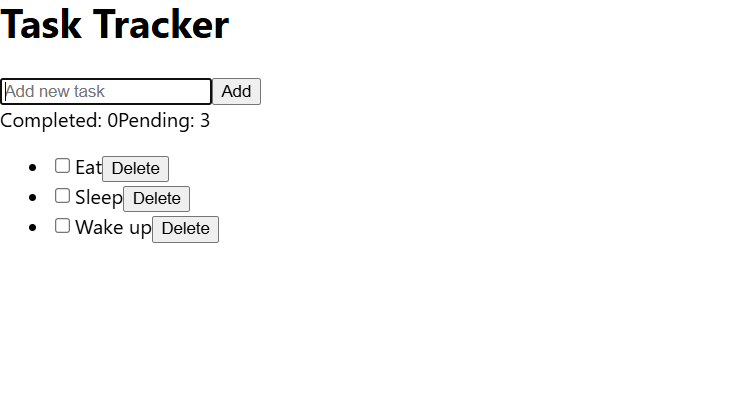 Task Tracker
Add new task Add
Completed: 0Pending: 3
Eat Delete
Sleep Delete
Wake up Delete